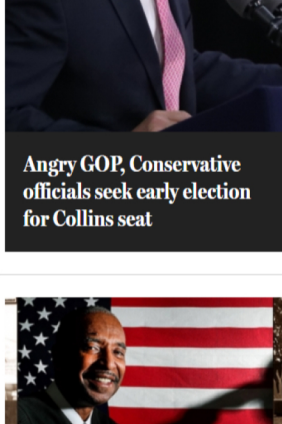 Angry GOP, Conservative
officials seek early election
for Collins seat